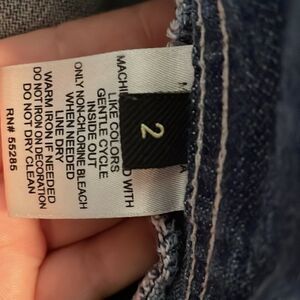 MACHI D WITH
LIKE COLORS
GENTLE CYCLE
INSIDE OUT
ONLY NON-CHLORINE BLEACH
WHEN NEEDED
LINE DRY
WARM IRON IF NEEDED
DO NOT IRON ON DECORATION
DO NOT DRY CLEAN
RN# 55285
2